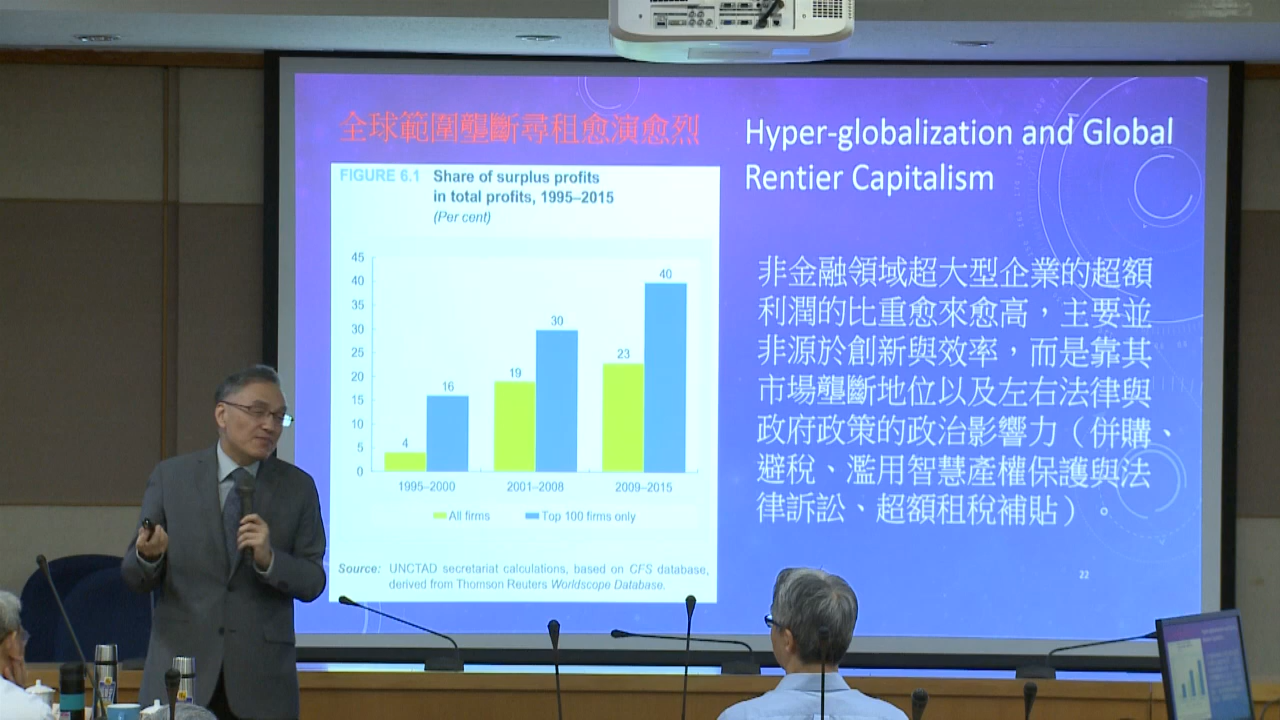 全球範圍壟斷尋租愈演愈烈
Hyper-globalization and Global
Rentier Capitalism
FIGURE 6.1 Share of surplus profits
in total profits, 1995–2015
(Per cent)
45
40
35
30
25
20
15
10
5
0
4
16
19
30
23
40
1995–2000
2001–2008
2009–2015
All firms
Top 100 firms only
Source: UNCTAD secretariat calculations, based on CFS database,
derived from Thomson Reuters Worldscope Database.
非金融領域超大型企業的超額
利潤的比重愈來愈高，主要並
非源於創新與效率，而是靠其
市場壟斷地位以及左右法律與
政府政策的政治影響力（併購、
避稅、濫用智慧產權保護與法
律訴訟、超額租稅補貼）。
22